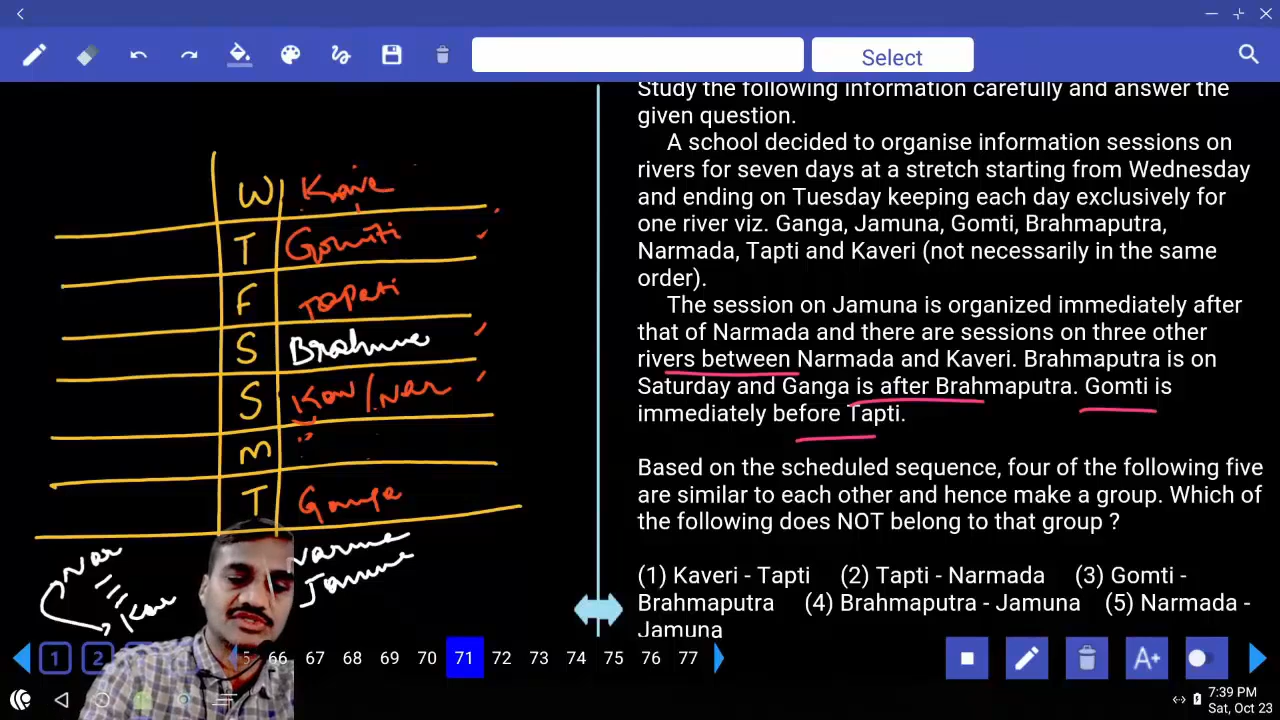 Select
Study the following information carefully and answer the
given question.
A school decided to organise information sessions on
rivers for seven days at a stretch starting from Wednesday
and ending on Tuesday keeping each day exclusively for
one river viz. Ganga, Jamuna, Gomti, Brahmaputra,
Narmada, Tapti and Kaveri (not necessarily in the same
order).
The session on Jamuna is organized immediately after
that of Narmada and there are sessions on three other
rivers between Narmada and Kaveri. Brahmaputra is on
Saturday and Ganga is after Brahmaputra. Gomti is
immediately before Tapti.
Based on the scheduled sequence, four of the following five
are similar to each other and hence make a group. Which of
the following does NOT belong to that group ?
(1) Kaveri - Tapti (2) Tapti - Narmada (3) Gomti -
Brahmaputra (4) Brahmaputra - Jamuna (5) Narmada -
Jamuna
W
T Gomiti
F Tapati
S
S Kav/Nar
M
T
Nar
Kav
1 2 66 67 68 69 70 71 72 73 74 75 76 77
A+
7:39 PM
Sat, Oct 23